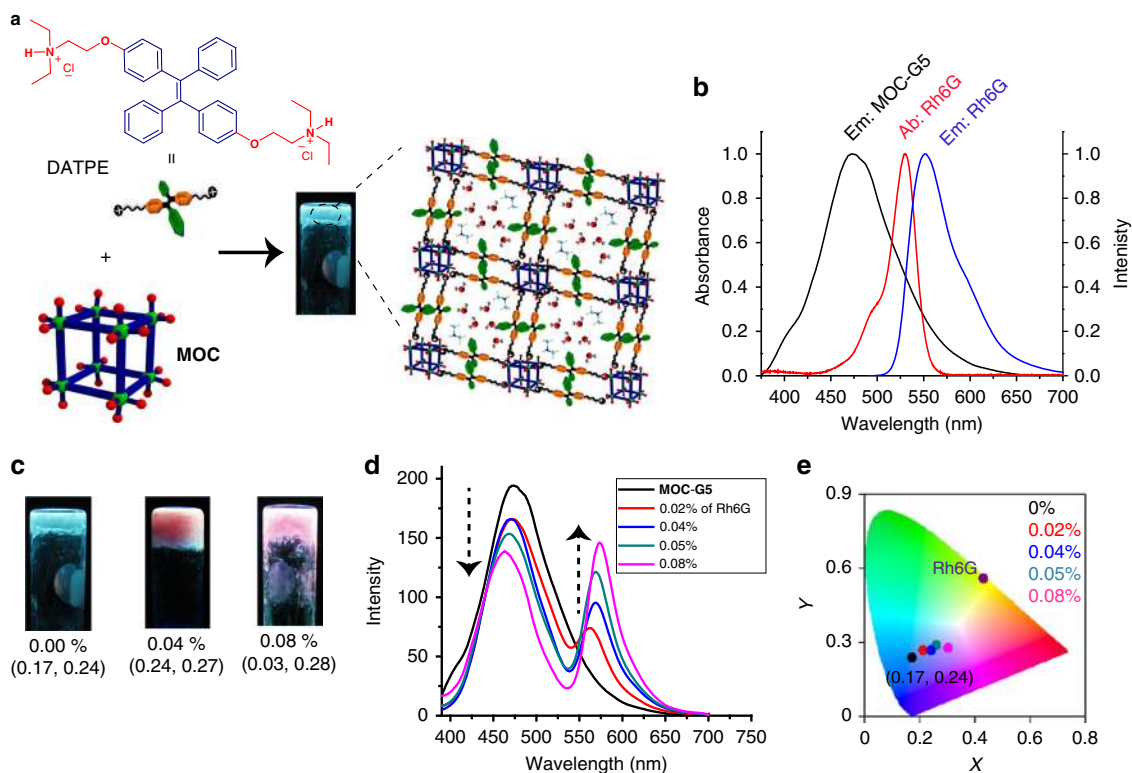 a
O
H
N
+
Cl
−
DATPE
=
O
N
H
+
−
Cl
+
MOC
b
Em: MOC-G5
Ab: Rh6G
Em: Rh6G
1.0
0.8
0.6
0.4
0.2
0.0
Absorbance
1.0
0.8
0.6
0.4
0.2
0.0
Intenisty
400 450 500 550 600 650 700
Wavelength (nm)
c
0.00 %
(0.17, 0.24)
0.04 %
(0.24, 0.27)
0.08 %
(0.03, 0.28)
d
200
150
100
50
0
Intensity
MOC-G5
0.02% of Rh6G
0.04%
0.05%
0.08%
400 450 500 550 600 650 700 750
Wavelength (nm)
e
0.9
0.6
0.3
0
Y
0%
0.02%
0.04%
0.05%
0.08%
Rh6G
(0.17, 0.24)
0 0.2 0.4 0.6 0.8
X